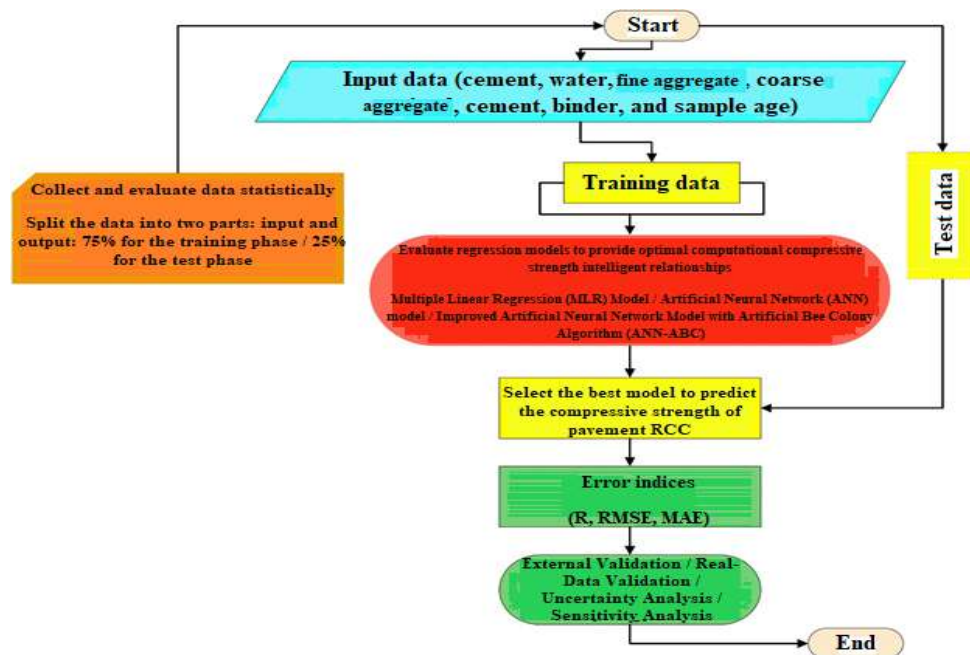 Start
Input data (cement, water, fine aggregate , coarse
aggregate , cement, binder, and sample age)
Collect and evaluate data statistically
Split the data into two parts: input and
output: 75% for the training phase / 25%
for the test phase
Training data
Test data
Evaluate regression models to provide optimal computational compressive
strength intelligent relationships
Multiple Linear Regression (MLR) Model / Artificial Neural Network (ANN)
model / Improved Artificial Neural Network Model with Artificial Bee Colony
Algorithm (ANN-ABC)
Select the best model to predict
the compressive strength of
pavement RCC
Error indices
(R, RMSE, MAE)
External Validation / Real-
Data Validation /
Uncertainty Analysis /
Sensitivity Analysis
End